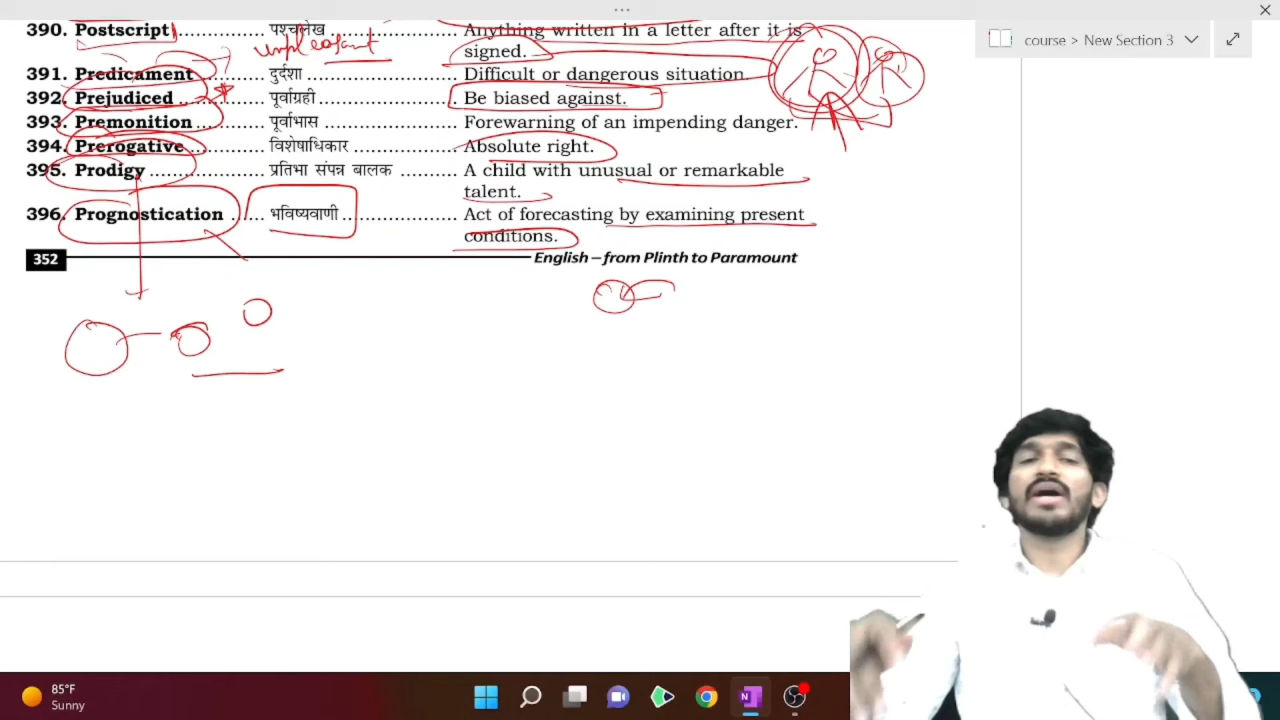 390. Postscript ............... पश्चलेख ...................... Anything written in a letter after it is
signed.
unpleasant
391. Predicament ............... दुर्दशा ........................... Difficult or dangerous situation.
392. Prejudiced ................. पूर्वाग्रही........................ Be biased against.
393. Premonition ............... पूर्वाभास ........................ Forewarning of an impending danger.
394. Prerogative ............... विशेषाधिकार ................... Absolute right.
395. Prodigy ..................... प्रतिभा संपन्न बालक .......... A child with unusual or remarkable
talent.
396. Prognostication ...... भविष्यवाणी .................... Act of forecasting by examining present
conditions.
352 English – from Plinth to Paramount
course > New Section 3
85°F
Sunny